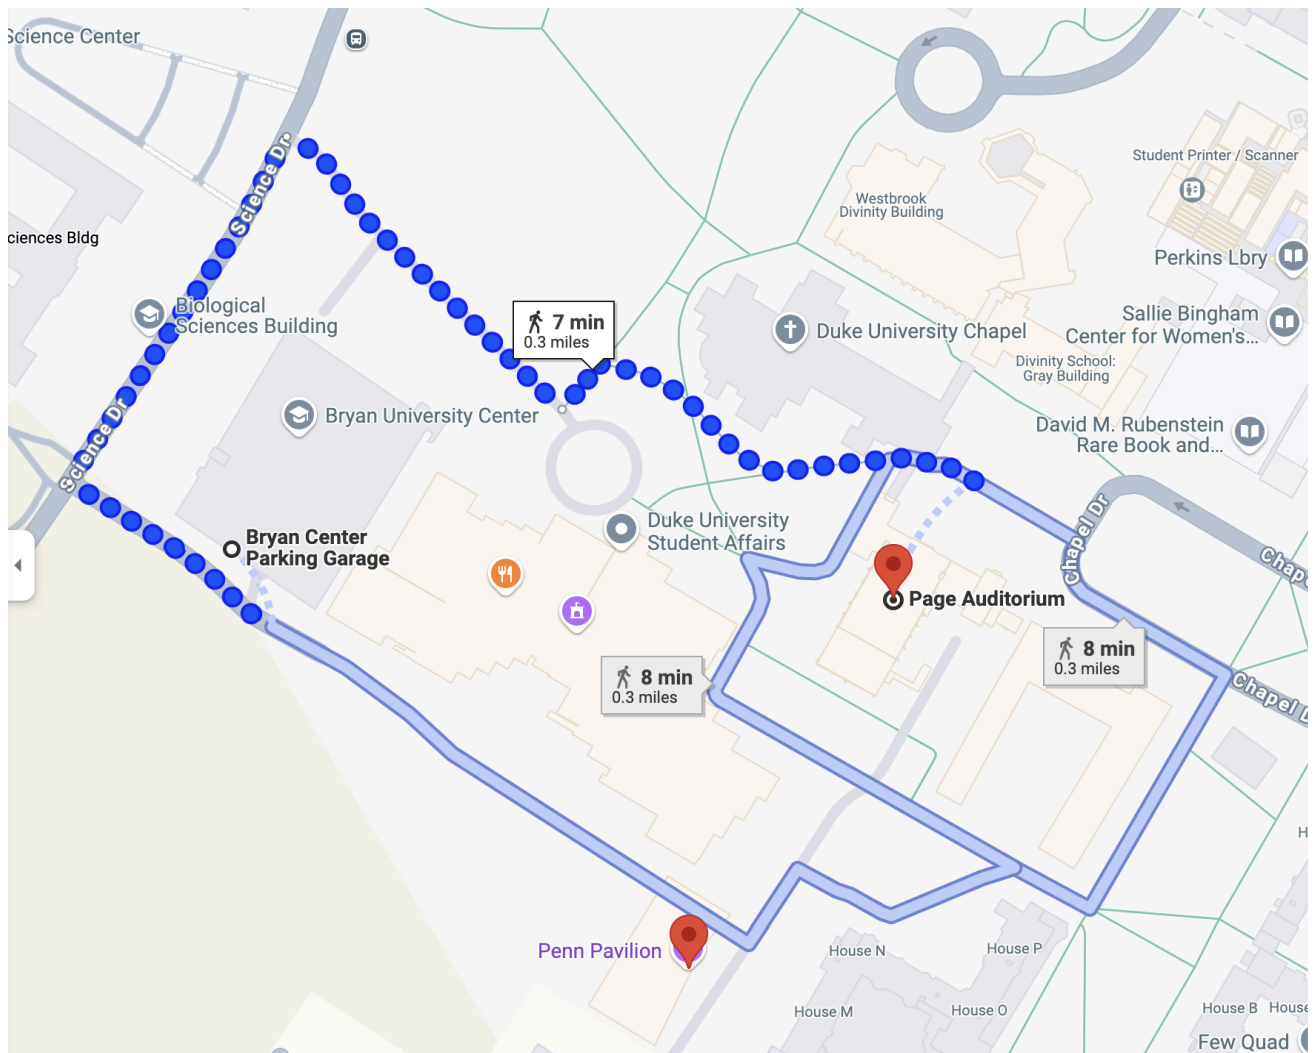 Science Center
Science Dr.
ciences Bldg
Student Printer / Scanner
Westbrook
Divinity Building
Perkins Lbry
Biological
Sciences Building
7 min
0.3 miles
Duke University Chapel
Sallie Bingham
Center for Women's...
Divinity School:
Gray Building
Science Dr
Bryan University Center
David M. Rubenstein
Rare Book and...
Bryan Center
Parking Garage
Duke University
Student Affairs
Chapel Dr
Chape
Page Auditorium
8 min
0.3 miles
8 min
0.3 miles
Chapel D
H
Penn Pavilion
House N
House P
House M
House O
House B
House
Few Quad